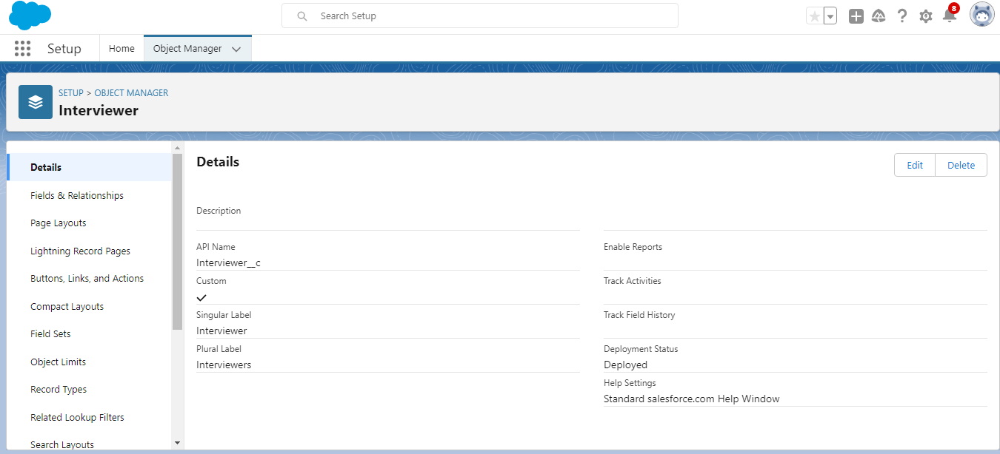 Search Setup
8
Setup
Home
Object Manager
SETUP > OBJECT MANAGER
Interviewer
Details
Fields & Relationships
Page Layouts
Lightning Record Pages
Buttons, Links, and Actions
Compact Layouts
Field Sets
Object Limits
Record Types
Related Lookup Filters
Search Layouts
Details
Edit
Delete
Description
API Name
Interviewer__c
Custom
Singular Label
Interviewer
Plural Label
Interviewers
Enable Reports
Track Activities
Track Field History
Deployment Status
Deployed
Help Settings
Standard salesforce.com Help Window